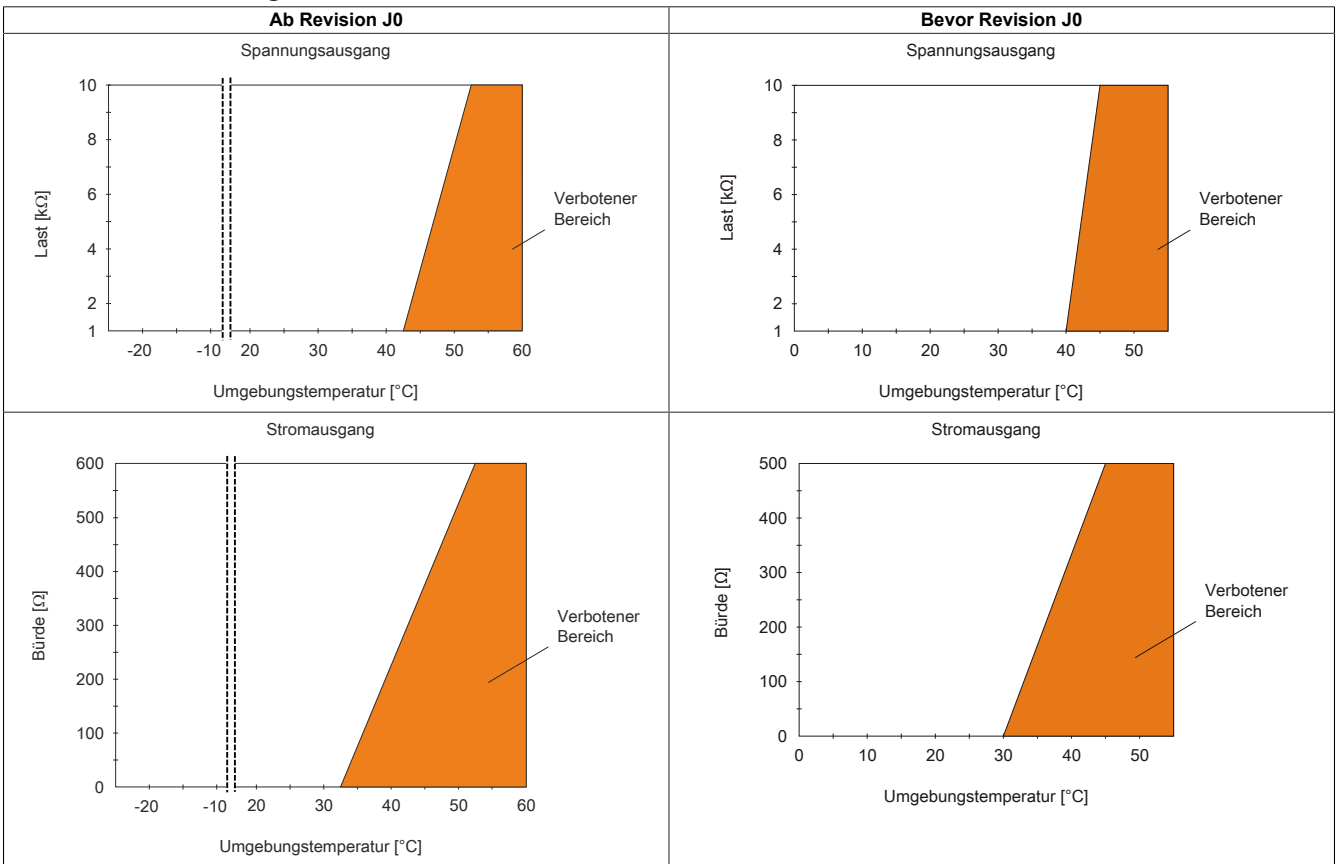 Ab Revision J0
Bevor Revision J0
Spannungsausgang
10
8
6
4
2
1
Last [kΩ]
-20 -10 20 30 40 50 60
Umgebungstemperatur [°C]
Verbotener
Bereich
Spannungsausgang
10
8
6
4
2
1
Last [kΩ]
0 10 20 30 40 50
Umgebungstemperatur [°C]
Verbotener
Bereich
Stromausgang
600
500
400
300
200
100
0
Bürde [Ω]
-20 -10 20 30 40 50 60
Umgebungstemperatur [°C]
Verbotener
Bereich
Stromausgang
500
400
300
200
100
0
Bürde [Ω]
0 10 20 30 40 50
Umgebungstemperatur [°C]
Verbotener
Bereich